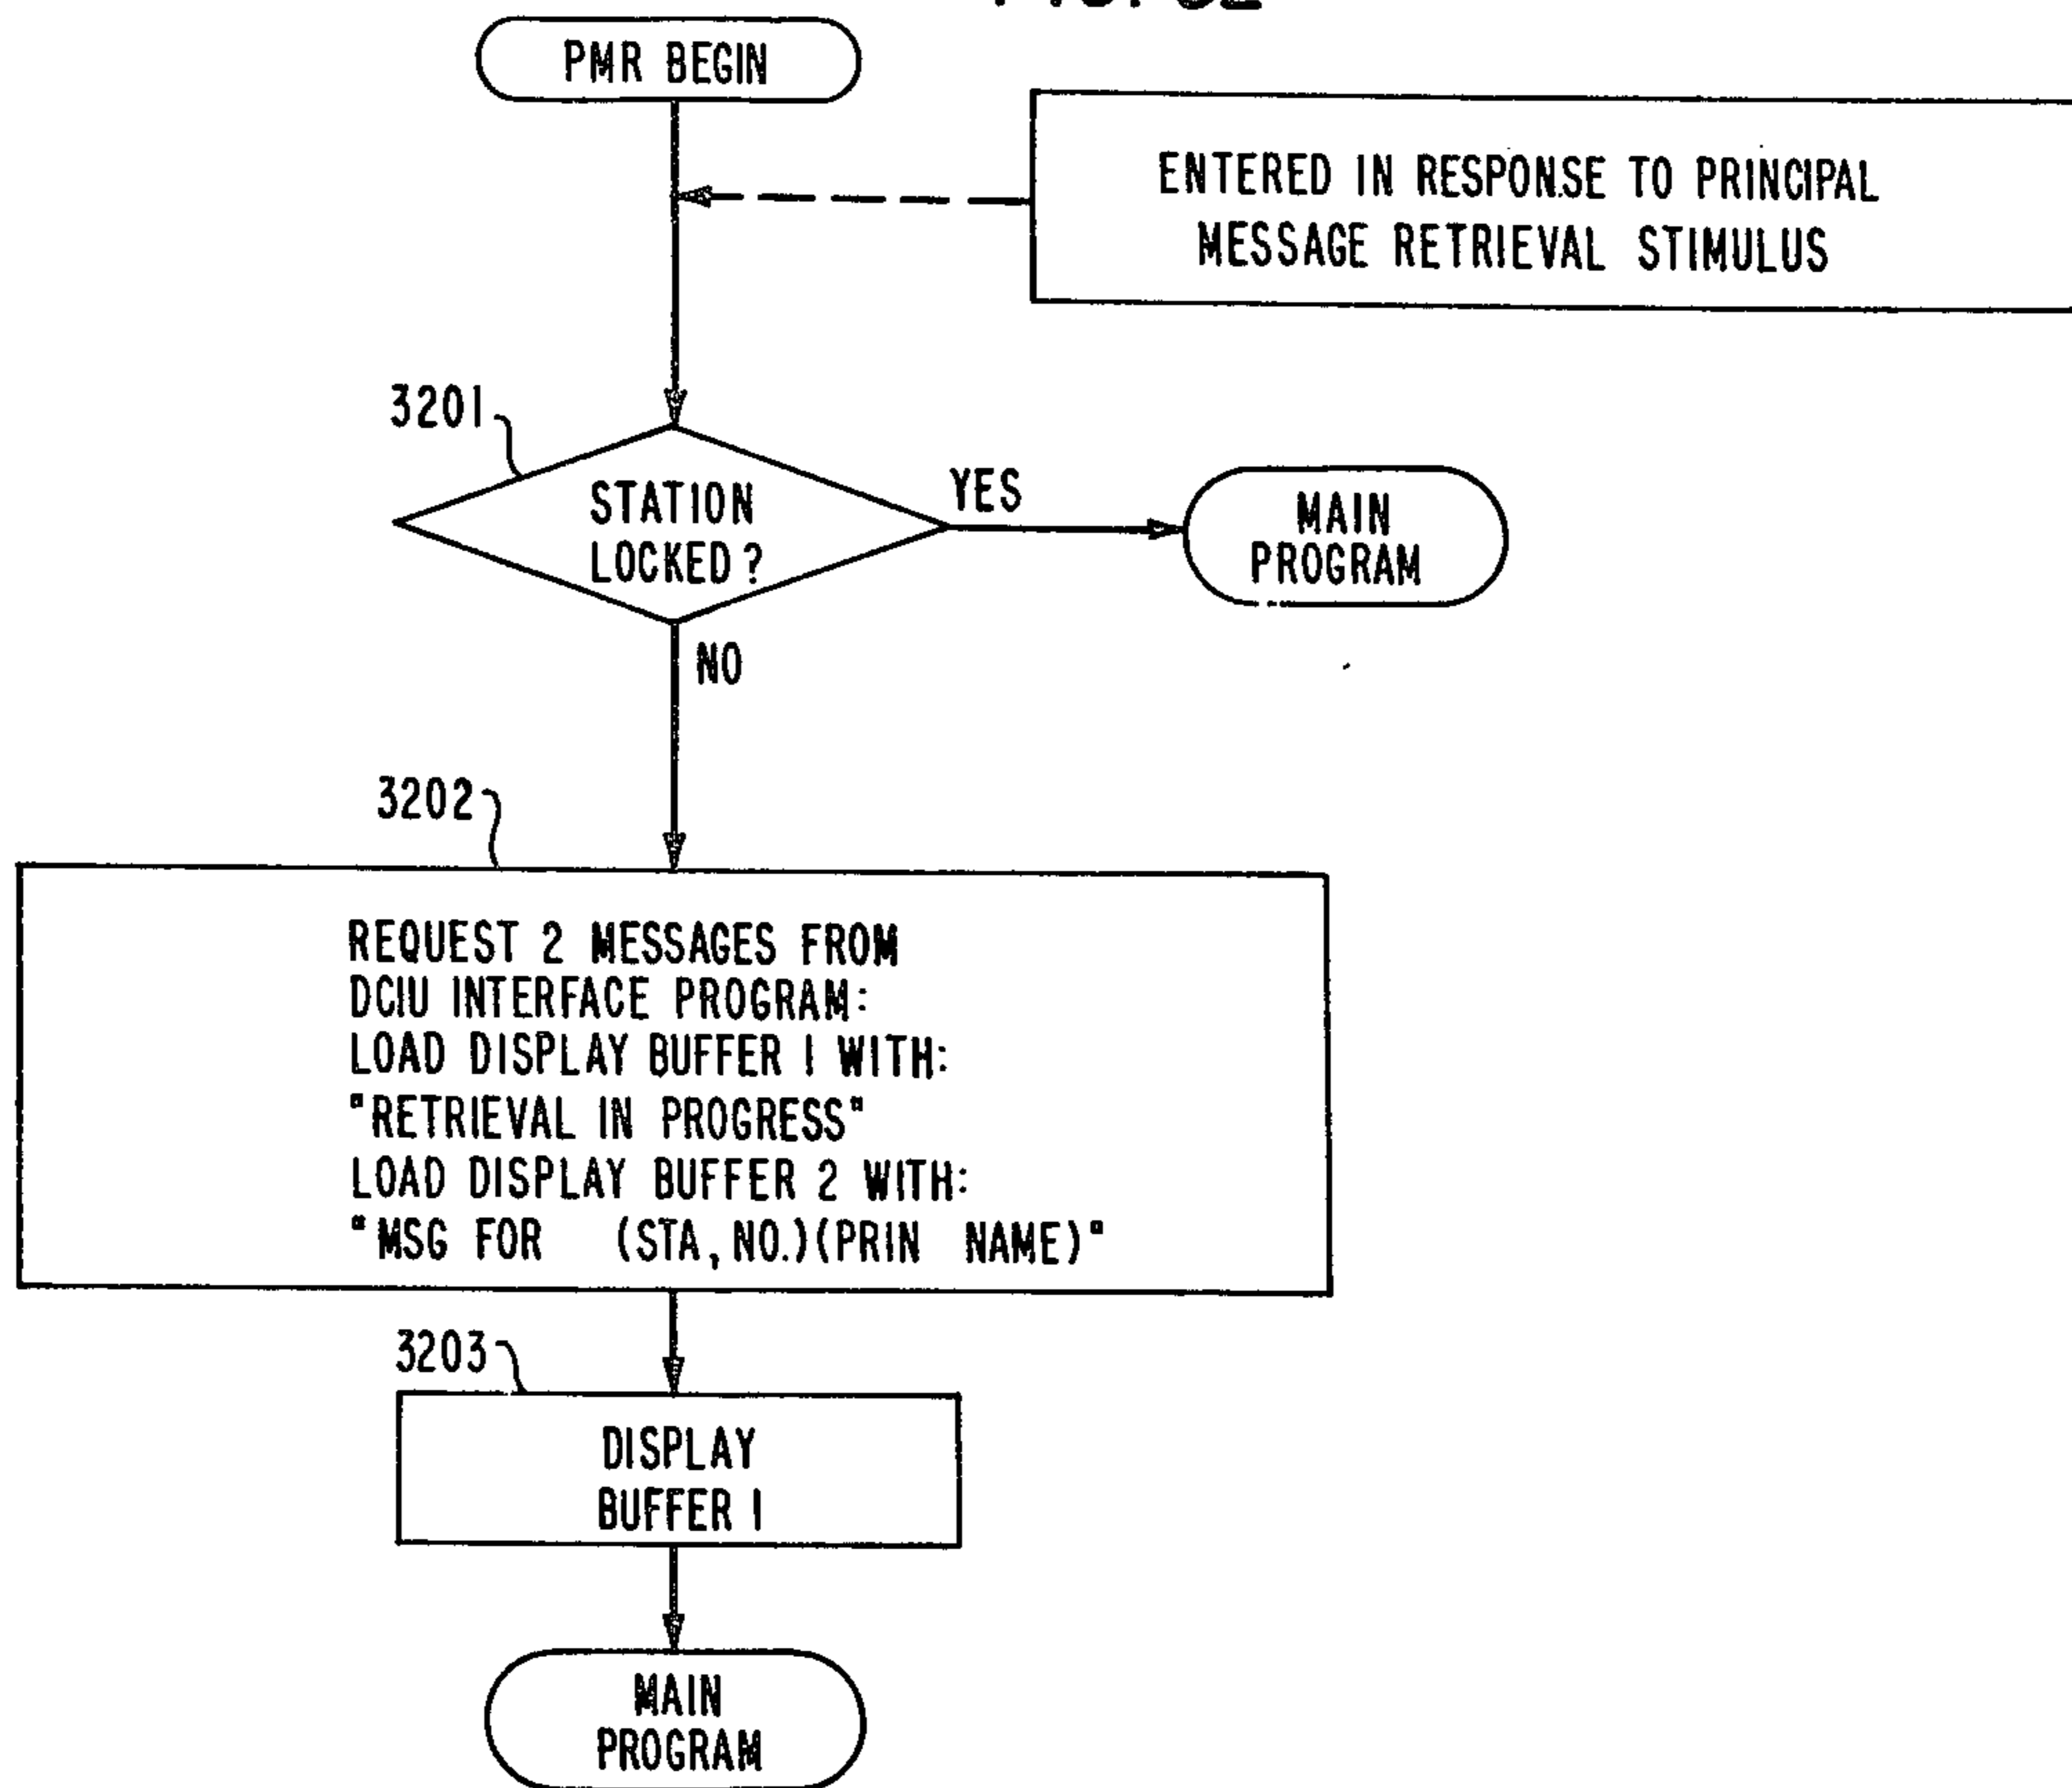 PMR BEGIN
ENTERED IN RESPONSE TO PRINCIPAL
MESSAGE RETRIEVAL STIMULUS
3201
STATION
LOCKED?
YES
MAIN
PROGRAM
NO
3202
REQUEST 2 MESSAGES FROM
DCIU INTERFACE PROGRAM:
LOAD DISPLAY BUFFER 1 WITH:
"RETRIEVAL IN PROGRESS"
LOAD DISPLAY BUFFER 2 WITH:
"MSG FOR (STA, NO.)(PRIN NAME)"
3203
DISPLAY
BUFFER 1
MAIN
PROGRAM